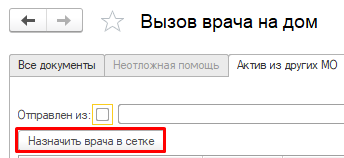 Вызов врача на дом
Все документы Неотложная помощь Актив из других МО
Отправлен из:
Назначить врача в сетке